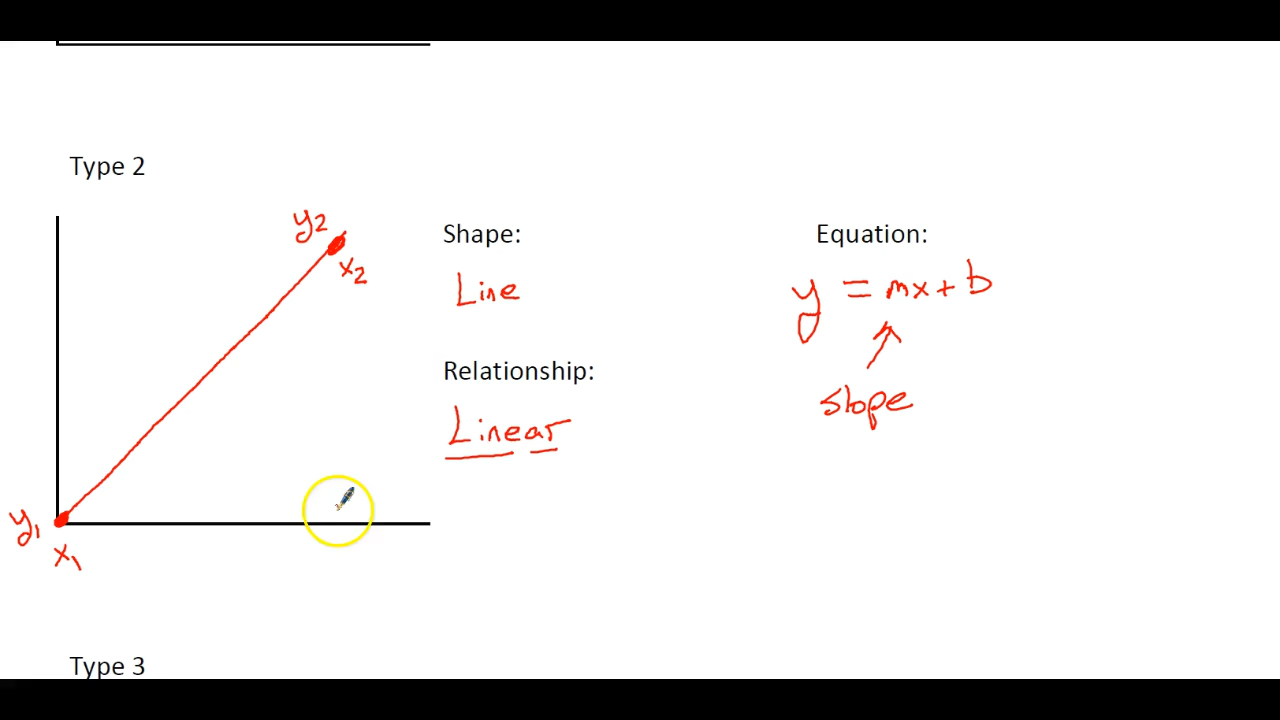 Type 2
y2
x2
Shape:
Line
Equation:
y = mx + b
slope
Relationship:
Linear
y1
x1
Type 3